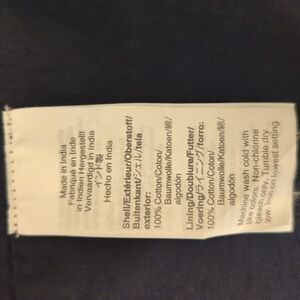 Made in India
Fabriqué en Inde
in Indien Hergestellt
Vervaardigd in India
インド製
Hecho en India
Shell/Extérieur/Oberstoff/
Buitenkant/シェル/tela
exterior:
100% Cotton/Coton/
Baumwolle/Katoen/綿/
algodón
Lining/Doublure/Futter/
Voering/ライニング/forro:
100% Cotton/Coton/
Baumwolle/Katoen/綿/
algodón
Machine wash cold with
like colors. Non-chlorine
bleach only. Tumble dry
low. Iron on lowest setting.